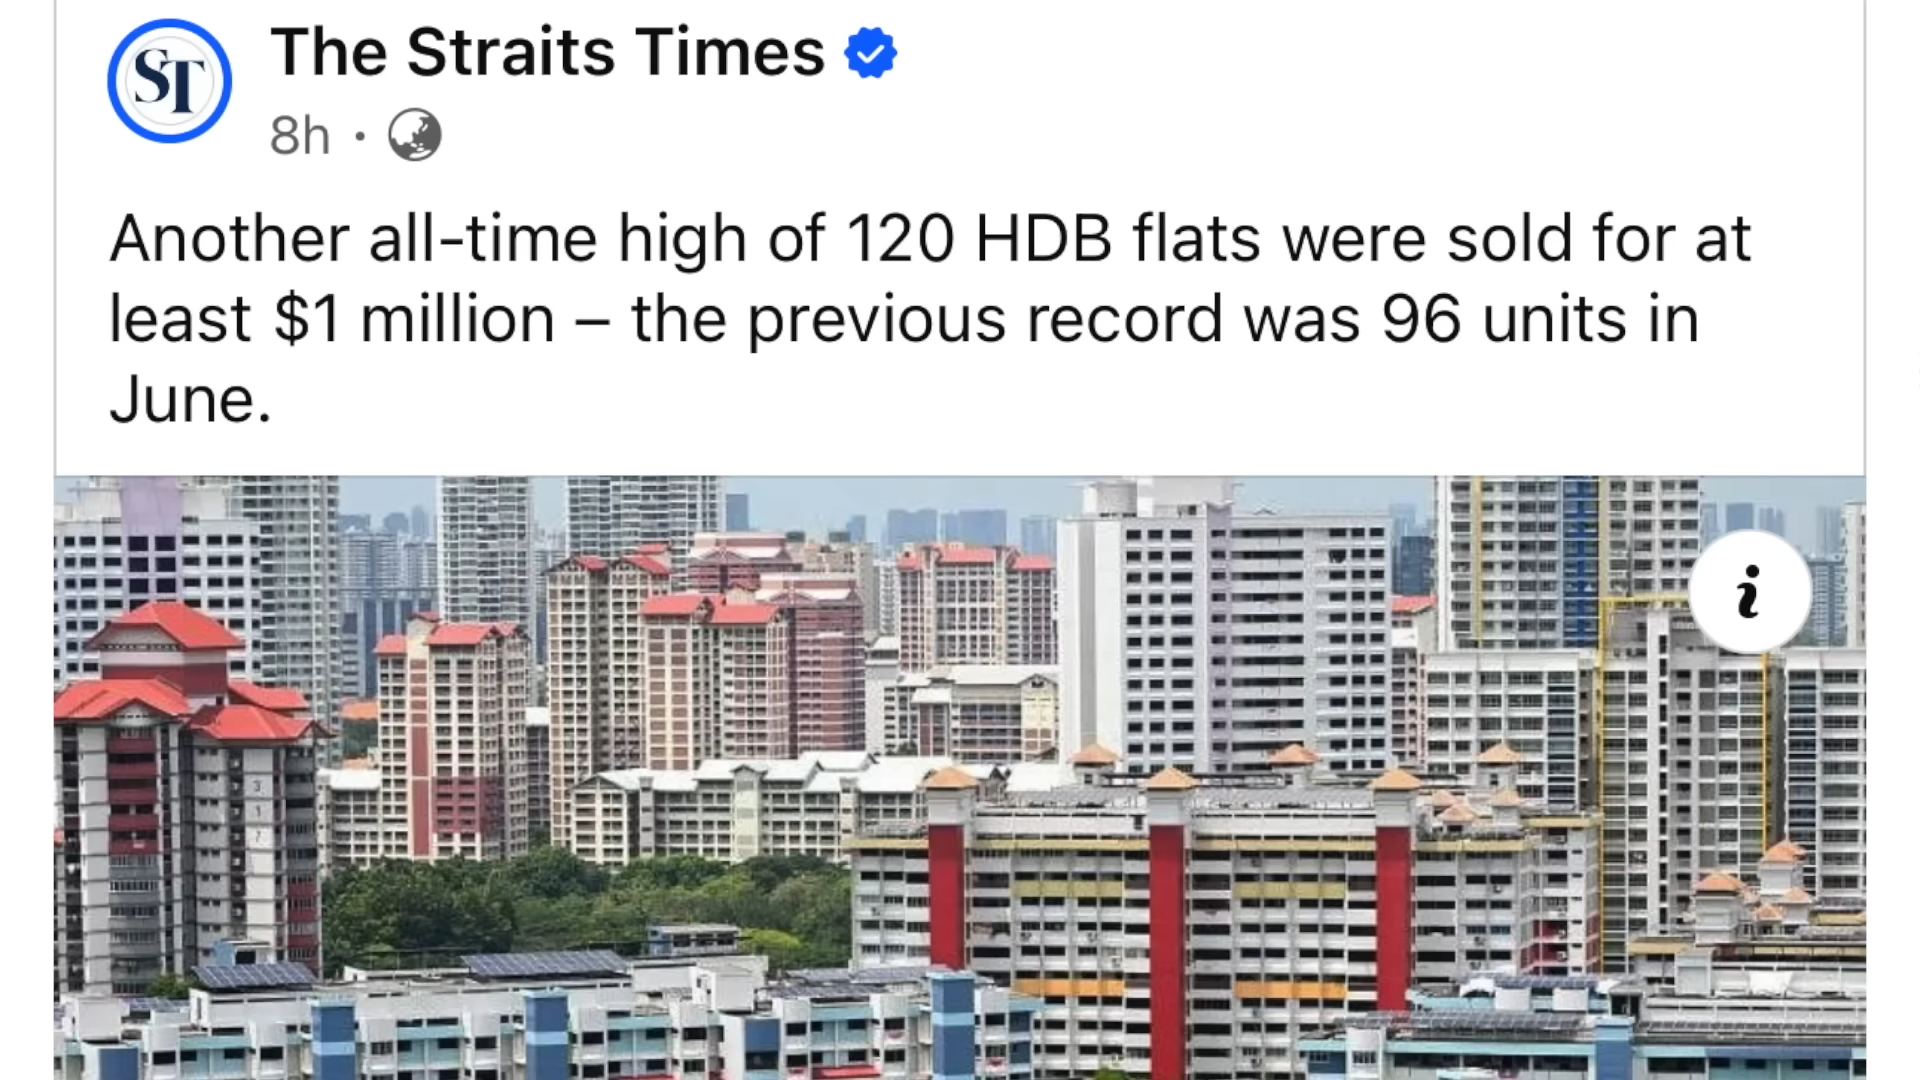 ST
The Straits Times
8h ·
Another all-time high of 120 HDB flats were sold for at
least $1 million – the previous record was 96 units in
June.
i
317